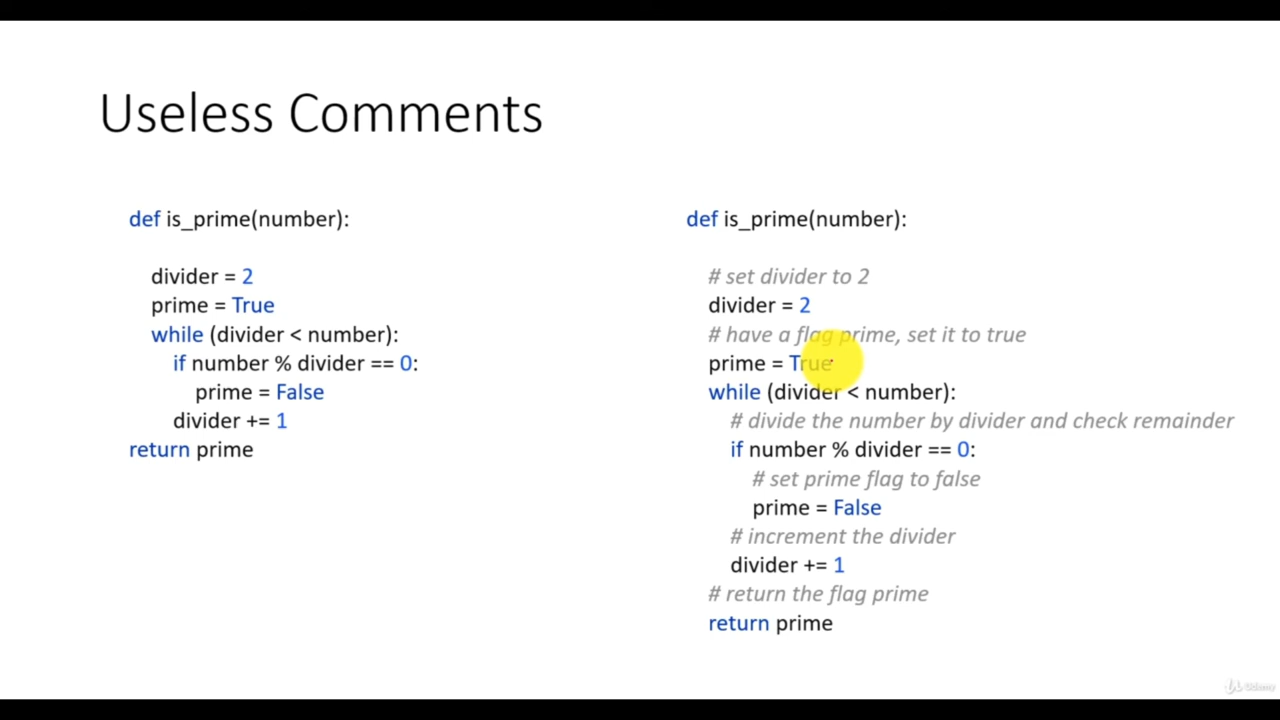 Useless Comments
def is_prime(number):
divider = 2
prime = True
while (divider < number):
if number % divider == 0:
prime = False
divider += 1
return prime
def is_prime(number):
# set divider to 2
divider = 2
# have a flag prime, set it to true
prime = True
while (divider < number):
# divide the number by divider and check remainder
if number % divider == 0:
# set prime flag to false
prime = False
# increment the divider
divider += 1
# return the flag prime
return prime
Udemy